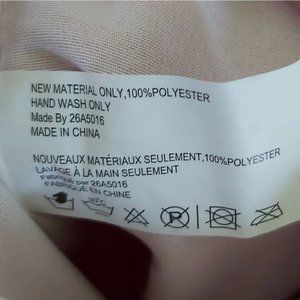 NEW MATERIAL ONLY,100%POLYESTER
HAND WASH ONLY
Made By 26A5016
MADE IN CHINA
NOUVEAUX MATÉRIAUX SEULEMENT,100%POLYESTER
LAVAGE À LA MAIN SEULEMENT
Fabriqué par 26A5016
FABRIQUÉ EN CHINE
30°C P